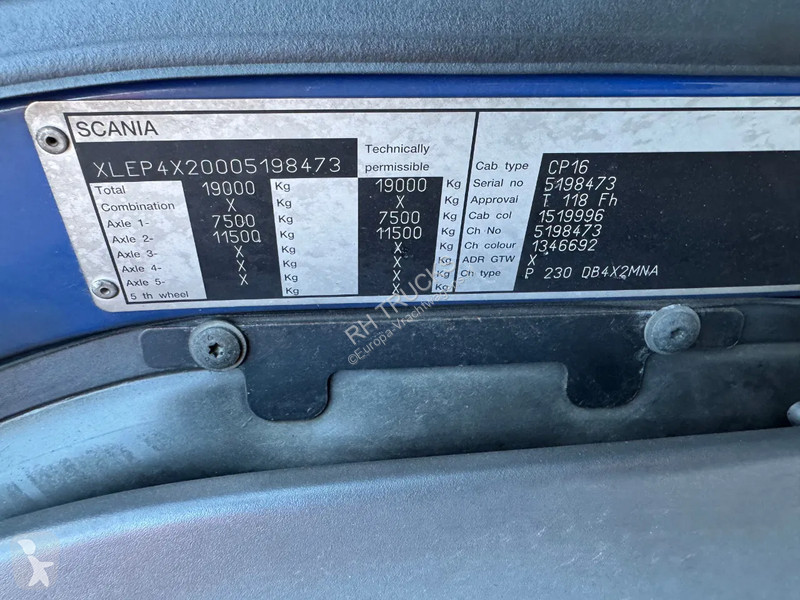 SCANIA
XLEP4X20005198473
Technically
permissible
Total 19000 Kg 19000 Kg
Combination X Kg X Kg
Axle 1- 7500 Kg 7500 Kg
Axle 2- 11500 Kg 11500 Kg
Axle 3- X Kg X Kg
Axle 4- X Kg X Kg
Axle 5- X Kg X Kg
5 th wheel Kg X Kg
Cab type CP16
Serial no 5198473
Approval T 118 Fh
Cab col 1519996
Ch No 5198473
Ch colour 1346692
ADR GTW X
Ch type P 230 DB4X2MNA
RH TRUCKS